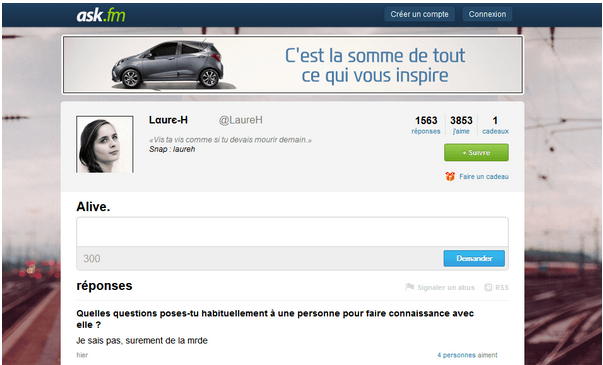 ask.fm
Créer un compte
Connexion
C'est la somme de tout
ce qui vous inspire
Laurε-H @LaureH
«Vis ta vis comme si tu devais mourir demain.»
Snap : laureh
1563 3853 1
réponses j'aime cadeaux
+ Suivre
Faire un cadeau
Alive.
300
Demander
réponses
Signaler un abus
RSS
Quelles questions poses-tu habituellement à une personne pour faire connaissance avec
elle ?
Je sais pas, surement de la mrde
hier
4 personnes aiment